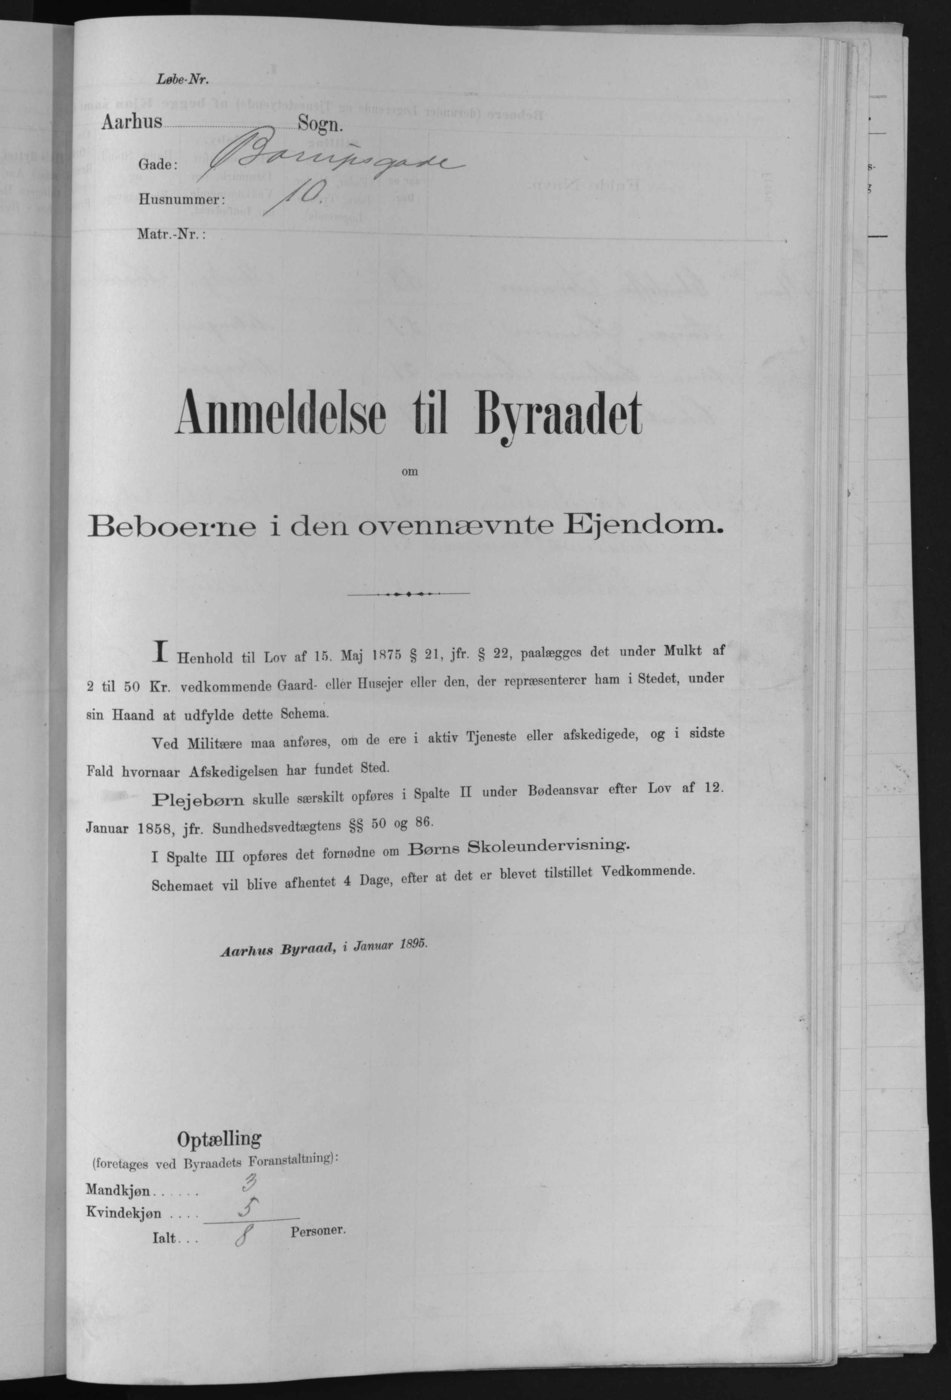 Løbe-Nr.
Aarhus Sogn.
Gade: Borupsgade
Husnummer: 10.
Matr.-Nr.:
Anmeldelse til Byraadet
om
Beboerne i den ovennævnte Ejendom.
I Henhold til Lov af 15. Maj 1875 § 21, jfr. § 22, paalægges det under Mulkt af
2 til 50 Kr. vedkommende Gaard- eller Husejer eller den, der repræsenterer ham i Stedet, under
sin Haand at udfylde dette Schema.
Ved Militære maa anføres, om de ere i aktiv Tjeneste eller afskedigede, og i sidste
Fald hvornaar Afskedigelsen har fundet Sted.
Plejebørn skulle særskilt opføres i Spalte II under Bødeansvar efter Lov af 12.
Januar 1858, jfr. Sundhedsvedtægtens §§ 50 og 86.
I Spalte III opføres det fornødne om Børns Skoleundervisning.
Schemaet vil blive afhentet 4 Dage, efter at det er blevet tilstillet Vedkommende.
Aarhus Byraad, i Januar 1895.
Optælling
(foretages ved Byraadets Foranstaltning):
Mandkjøn...... 3
Kvindekjøn .... 5
Ialt... 8 Personer.